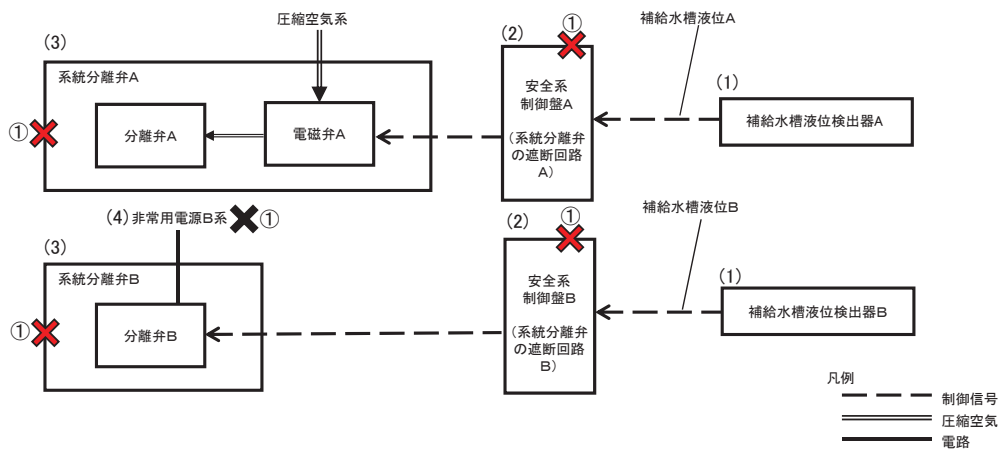 圧縮空気系
(3)
系統分離弁A
分離弁A
電磁弁A
①
(2)
①
安全系
制御盤A
(系統分離弁
の遮断回路
A)
補給水槽液位A
(1)
補給水槽液位検出器A
(4)非常用電源B系
①
(3)
系統分離弁B
分離弁B
①
(2)
①
安全系
制御盤B
(系統分離弁
の遮断回路
B)
補給水槽液位B
(1)
補給水槽液位検出器B
凡例
制御信号
圧縮空気
電路